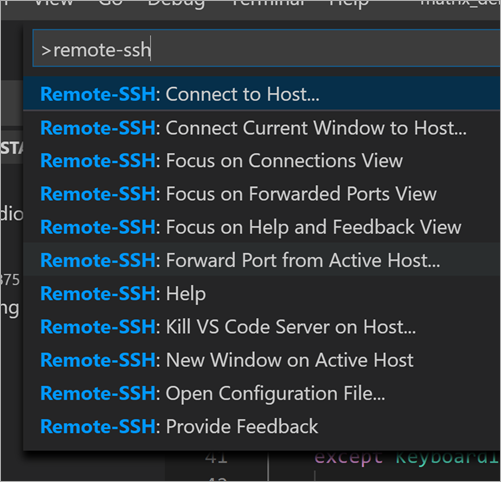 View Go Debug Terminal Help matrix_de
>remote-ssh
Remote-SSH: Connect to Host...
Remote-SSH: Connect Current Window to Host...
STA
Remote-SSH: Focus on Connections View
Remote-SSH: Focus on Forwarded Ports View
dio
Remote-SSH: Focus on Help and Feedback View
Remote-SSH: Forward Port from Active Host...
875
Remote-SSH: Help
ng
Remote-SSH: Kill VS Code Server on Host...
Remote-SSH: New Window on Active Host
Remote-SSH: Open Configuration File...
Remote-SSH: Provide Feedback
41 except Keyboardi
42